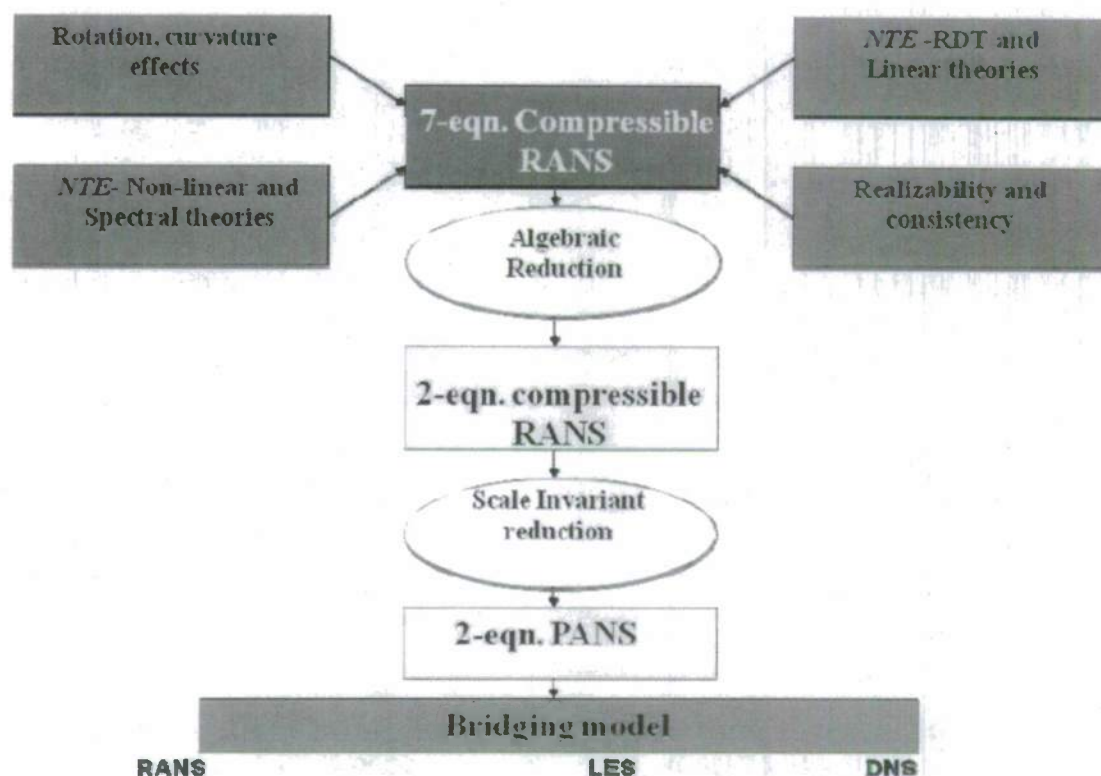 Rotation, curvature
effects
NTE -RDT and
Linear theories
7-eqn. Compressible
RANS
NTE- Non-linear and
Spectral theories
Realizability and
consistency
Algebraic
Reduction
2-eqn. compressible
RANS
Scale Invariant
reduction
2-eqn. PANS
Bridging model
RANS
LES
DNS